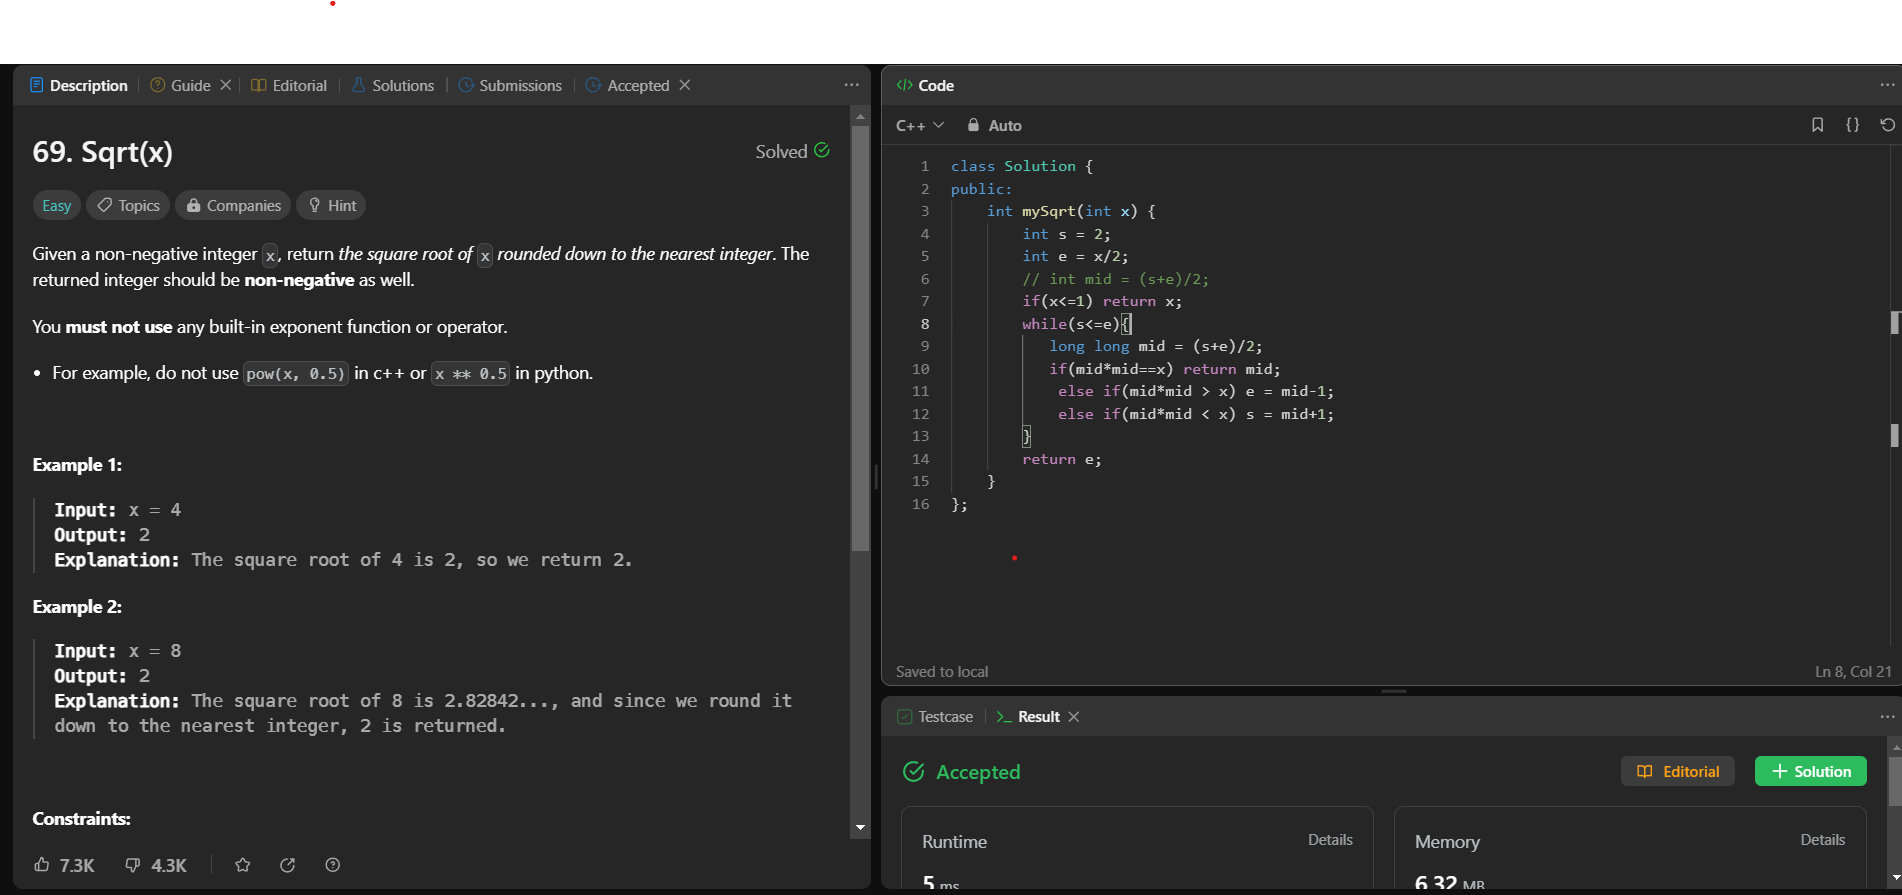 Description
Guide
Editorial
Solutions
Submissions
Accepted
69. Sqrt(x)
Solved
Easy
Topics
Companies
Hint
Given a non-negative integer x, return the square root of x rounded down to the nearest integer. The
returned integer should be non-negative as well.
You must not use any built-in exponent function or operator.
• For example, do not use pow(x, 0.5) in c++ or x ** 0.5 in python.
Example 1:
Input: x = 4
Output: 2
Explanation: The square root of 4 is 2, so we return 2.
Example 2:
Input: x = 8
Output: 2
Explanation: The square root of 8 is 2.82842..., and since we round it
down to the nearest integer, 2 is returned.
Constraints:
7.3K
4.3K
</> Code
C++
Auto
{}
1 class Solution {
2 public:
3 int mySqrt(int x) {
4 int s = 2;
5 int e = x/2;
6 // int mid = (s+e)/2;
7 if(x<=1) return x;
8 while(s<=e){
9 long long mid = (s+e)/2;
10 if(mid*mid==x) return mid;
11 else if(mid*mid > x) e = mid-1;
12 else if(mid*mid < x) s = mid+1;
13 }
14 return e;
15 }
16 };
Saved to local
Ln 8, Col 21
Testcase
>_ Result
Accepted
Editorial
+ Solution
Runtime
Details
5 ms
Memory
Details
6.32 MB